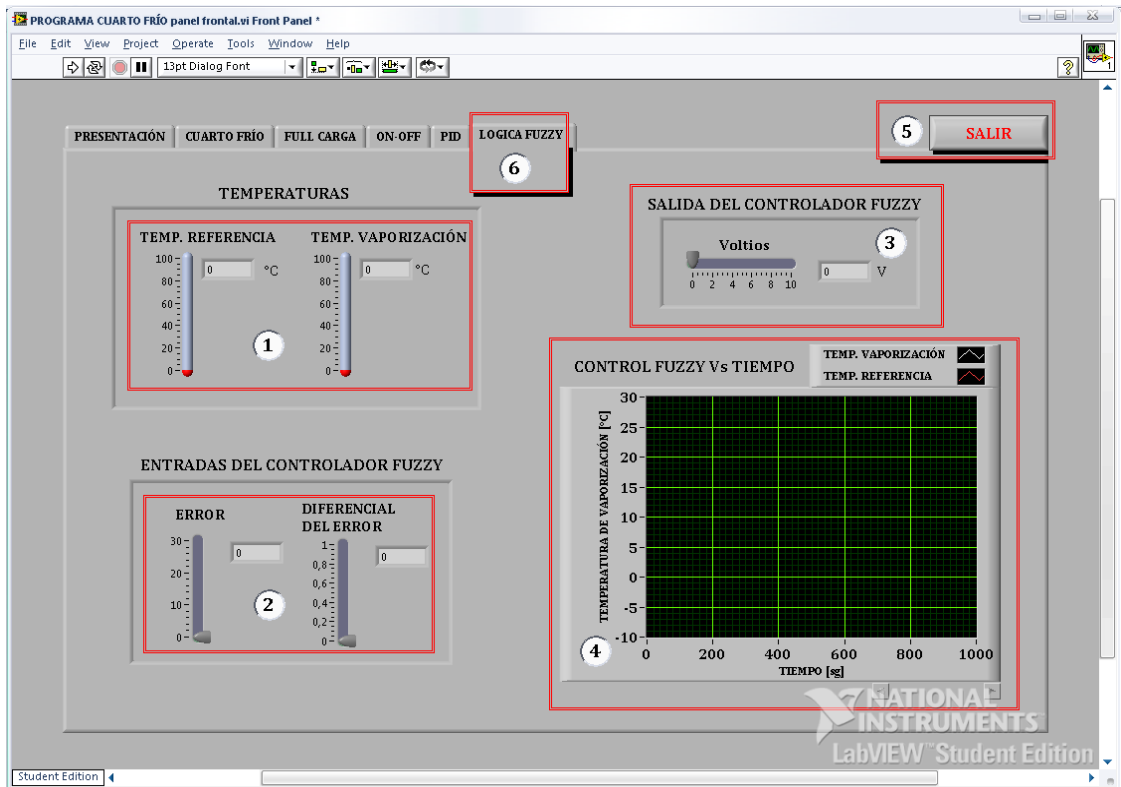 PROGRAMA CUARTO FRÍO panel frontal.vi Front Panel *
File Edit View Project Operate Tools Window Help
13pt Dialog Font
1
PRESENTACIÓN CUARTO FRÍO FULL CARGA ON-OFF PID LOGICA FUZZY
6
5
SALIR
TEMPERATURAS
TEMP. REFERENCIA TEMP. VAPORIZACIÓN
100 0 °C 100 0 °C
80 80
60 60
40 40
1
20 20
0 0
SALIDA DEL CONTROLADOR FUZZY
Voltios 3
0 V
0 2 4 6 8 10
ENTRADAS DEL CONTROLADOR FUZZY
ERROR
DIFERENCIAL
DEL ERROR
30 0
20
10
0
2
1 0
0,8
0,6
0,4
0,2
0
CONTROL FUZZY Vs TIEMPO
TEMP. VAPORIZACIÓN
TEMP. REFERENCIA
TEMPERATURA DE VAPORIZACIÓN [°C]
30
25
20
15
10
5
0
-5
-10
4
0 200 400 600 800 1000
TIEMPO [sg]
NATIONAL
INSTRUMENTS
LabVIEW™ Student Edition
Student Edition